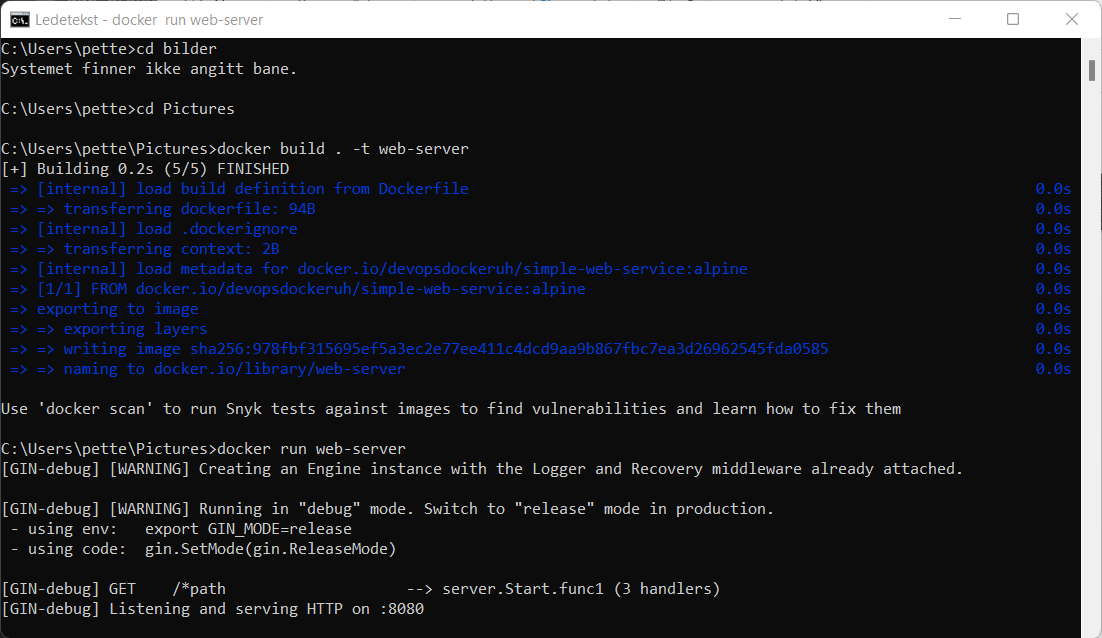 Ledetekst - docker  run web-server
C:\Users\pette>cd bilder
Systemet finner ikke angitt bane.
C:\Users\pette>cd Pictures
C:\Users\pette\Pictures>docker build . -t web-server
[+] Building 0.2s (5/5) FINISHED
=> [internal] load build definition from Dockerfile 0.0s
=> => transferring dockerfile: 94B 0.0s
=> [internal] load .dockerignore 0.0s
=> => transferring context: 2B 0.0s
=> [internal] load metadata for docker.io/devopsdockeruh/simple-web-service:alpine 0.0s
=> [1/1] FROM docker.io/devopsdockeruh/simple-web-service:alpine 0.0s
=> exporting to image 0.0s
=> => exporting layers 0.0s
=> => writing image sha256:978fbf315695ef5a3ec2e77ee411c4dcd9aa9b867fbc7ea3d26962545fda0585 0.0s
=> => naming to docker.io/library/web-server 0.0s
Use 'docker scan' to run Snyk tests against images to find vulnerabilities and learn how to fix them
C:\Users\pette\Pictures>docker run web-server
[GIN-debug] [WARNING] Creating an Engine instance with the Logger and Recovery middleware already attached.
[GIN-debug] [WARNING] Running in "debug" mode. Switch to "release" mode in production.
- using env:   export GIN_MODE=release
- using code:  gin.SetMode(gin.ReleaseMode)
[GIN-debug] GET    /*path                    --> server.Start.func1 (3 handlers)
[GIN-debug] Listening and serving HTTP on :8080